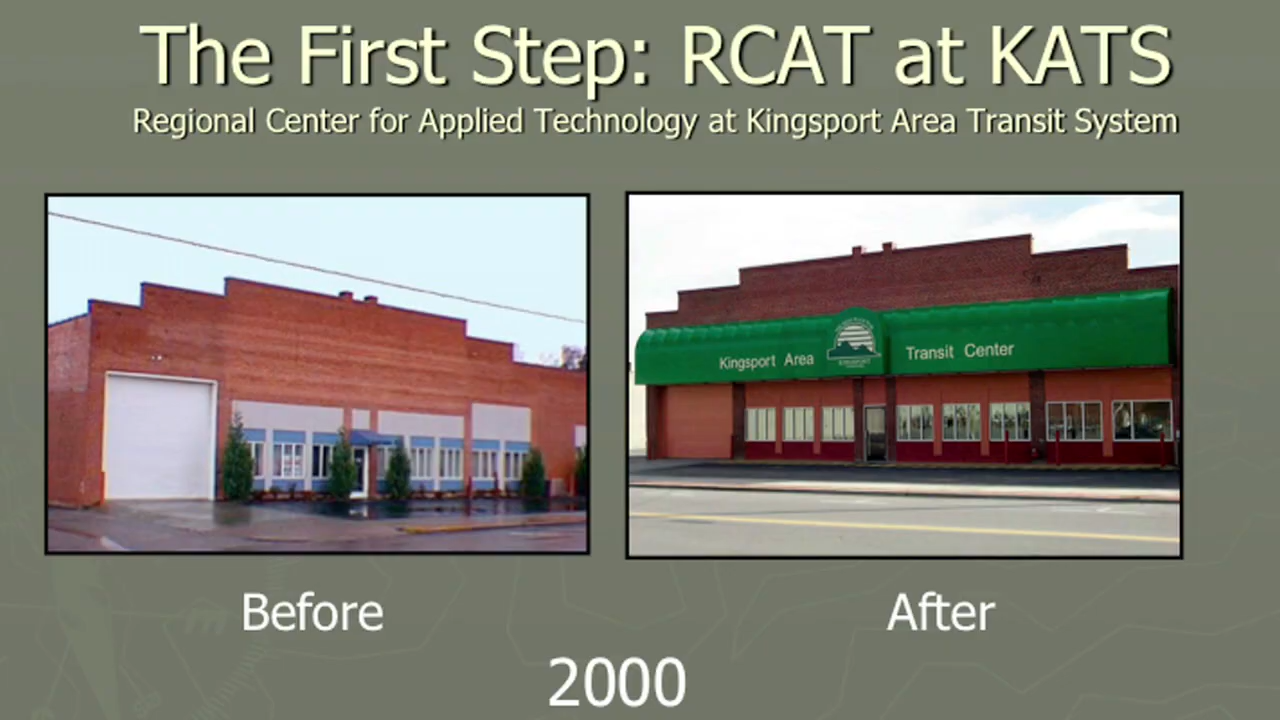 The First Step: RCAT at KATS
Regional Center for Applied Technology at Kingsport Area Transit System
Kingsport Area
Transit Center
Before
After
2000